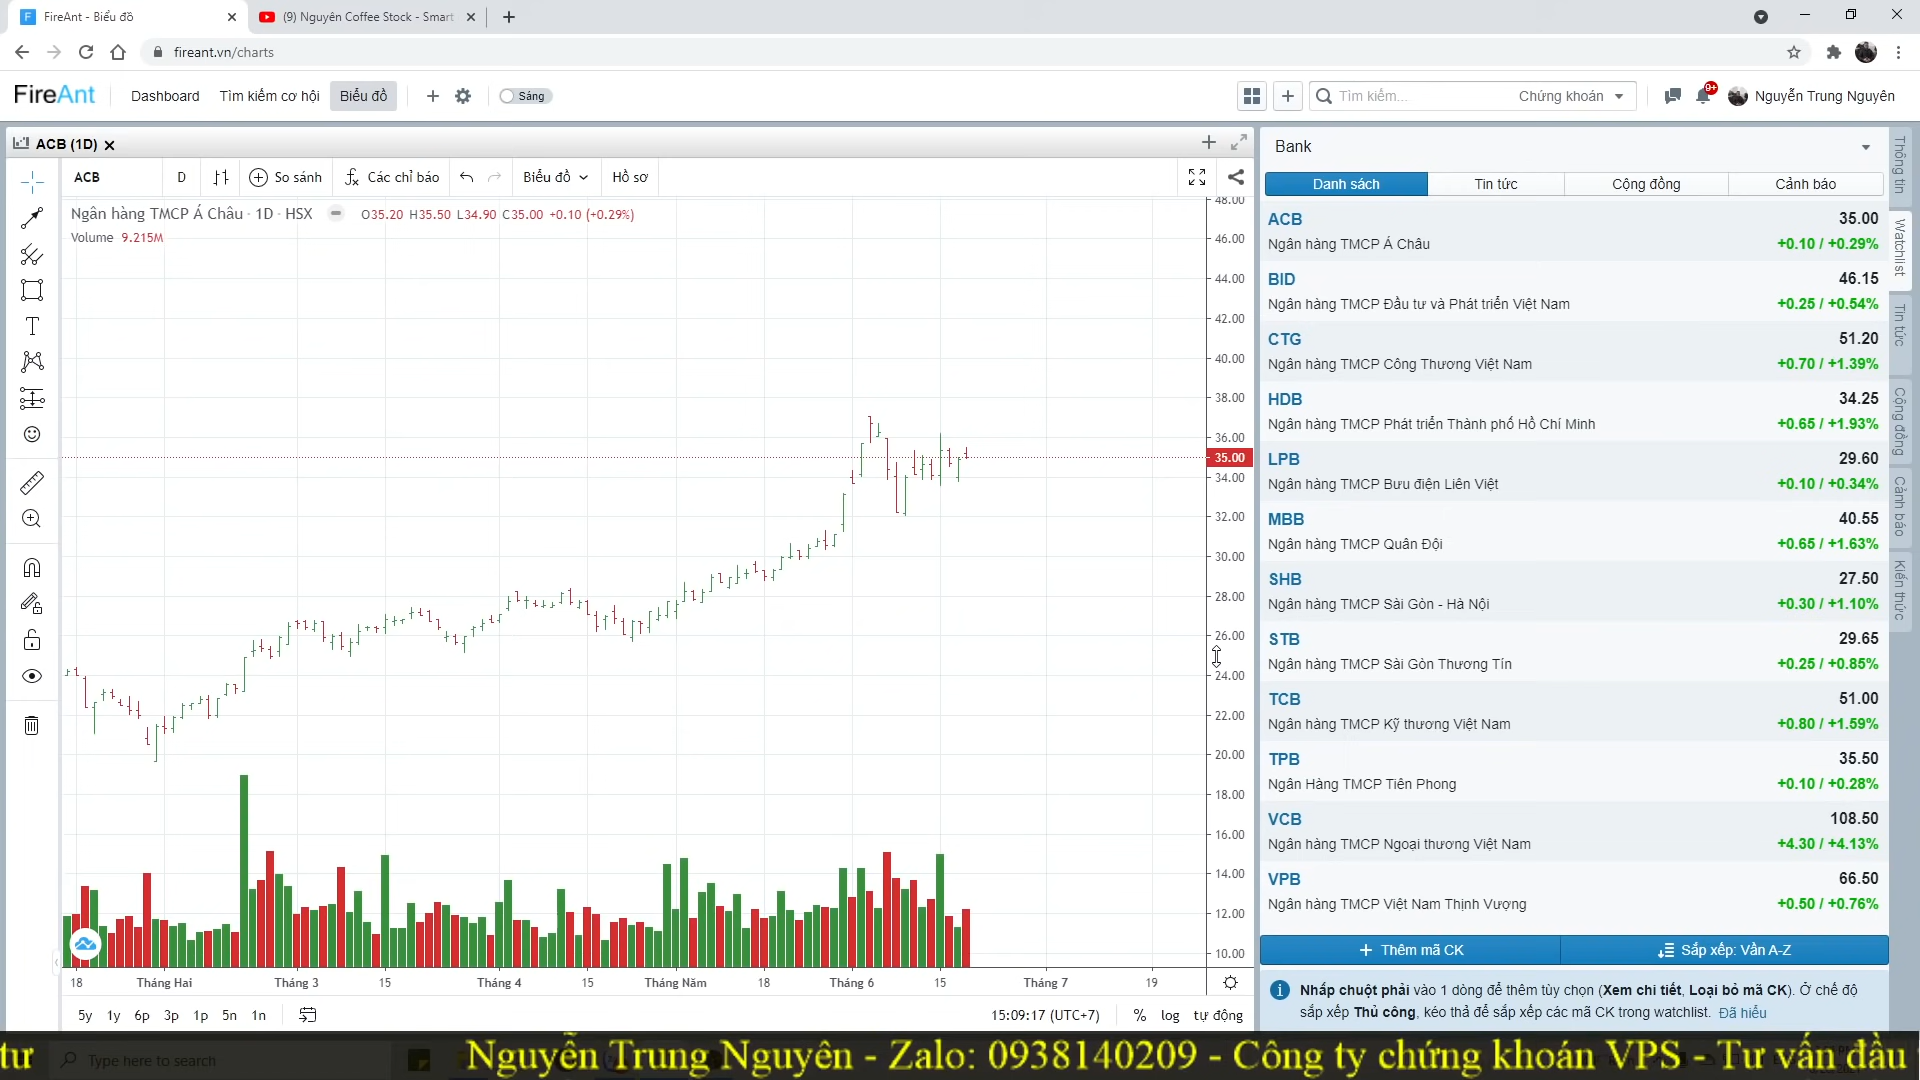 FireAnt - Biểu đồ
(9) Nguyên Coffee Stock - Smart
fireant.vn/charts
FireAnt
Dashboard
Tìm kiếm cơ hội
Biểu đồ
Sáng
Tìm kiếm...
Chứng khoán
9+
Nguyễn Trung Nguyên
ACB (1D)
ACB
D
So sánh
Các chỉ báo
Biểu đồ
Hồ sơ
Ngân hàng TMCP Á Châu · 1D · HSX
O35.20 H35.50 L34.90 C35.00 +0.10 (+0.29%)
Volume 9.215M
48.00
46.00
44.00
42.00
40.00
38.00
36.00
35.00
34.00
32.00
30.00
28.00
26.00
24.00
22.00
20.00
18.00
16.00
14.00
12.00
10.00
18
Tháng Hai
Tháng 3
15
Tháng 4
15
Tháng Năm
18
Tháng 6
15
Tháng 7
19
5y 1y 6p 3p 1p 5n 1n
15:09:17 (UTC+7)
% log tự động
Bank
Danh sách
Tin tức
Cộng đồng
Cảnh báo
ACB 35.00
Ngân hàng TMCP Á Châu +0.10 / +0.29%
BID 46.15
Ngân hàng TMCP Đầu tư và Phát triển Việt Nam +0.25 / +0.54%
CTG 51.20
Ngân hàng TMCP Công Thương Việt Nam +0.70 / +1.39%
HDB 34.25
Ngân hàng TMCP Phát triển Thành phố Hồ Chí Minh +0.65 / +1.93%
LPB 29.60
Ngân hàng TMCP Bưu điện Liên Việt +0.10 / +0.34%
MBB 40.55
Ngân hàng TMCP Quân Đội +0.65 / +1.63%
SHB 27.50
Ngân hàng TMCP Sài Gòn - Hà Nội +0.30 / +1.10%
STB 29.65
Ngân hàng TMCP Sài Gòn Thương Tín +0.25 / +0.85%
TCB 51.00
Ngân hàng TMCP Kỹ thương Việt Nam +0.80 / +1.59%
TPB 35.50
Ngân Hàng TMCP Tiên Phong +0.10 / +0.28%
VCB 108.50
Ngân hàng TMCP Ngoại thương Việt Nam +4.30 / +4.13%
VPB 66.50
Ngân hàng TMCP Việt Nam Thịnh Vượng +0.50 / +0.76%
Thêm mã CK
Sắp xếp: Vần A-Z
Nhấp chuột phải vào 1 dòng để thêm tùy chọn (Xem chi tiết, Loại bỏ mã CK). Ở chế độ
sắp xếp Thủ công, kéo thả để sắp xếp các mã CK trong watchlist. Đã hiểu
Thông tin
Watchlist
Tin tức
Cộng đồng
Cảnh báo
Kiến thức
Type here to search
tư
Nguyễn Trung Nguyên - Zalo: 0938140209 - Công ty chứng khoán VPS - Tư vấn đầu